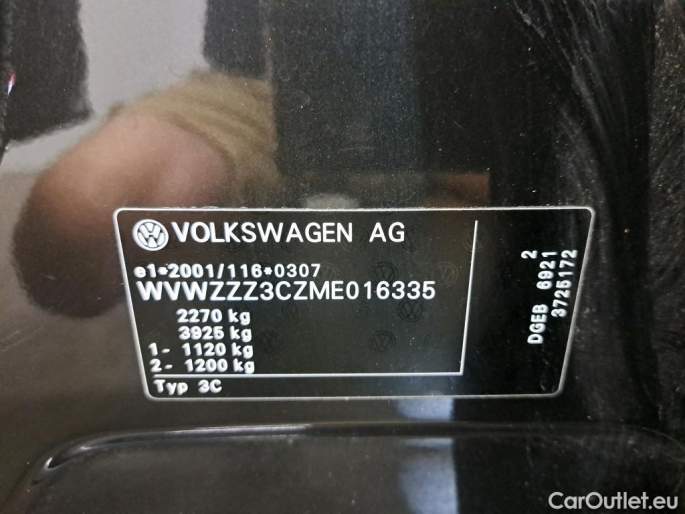 VOLKSWAGEN AG
e1*2001/116*0307
WVWZZZ3CZME016335
2270 kg
3925 kg
1- 1120 kg
2- 1200 kg
Typ 3C
2
DGEB 6921
3725172
CarOutlet.eu